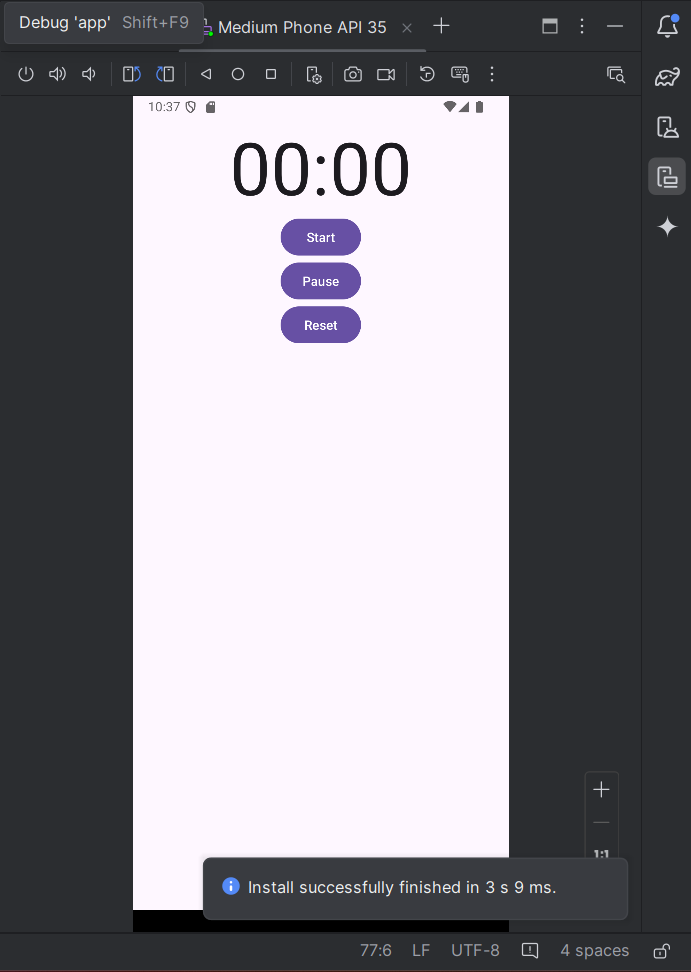 Debug 'app' Shift+F9
Medium Phone API 35
10:37
00:00
Start
Pause
Reset
1:1
Install successfully finished in 3 s 9 ms.
77:6 LF UTF-8 4 spaces